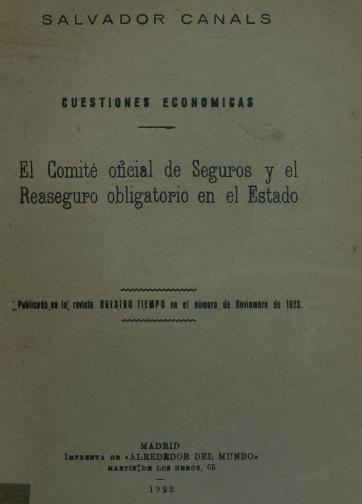 SALVADOR CANALS
CUESTIONES ECONOMICAS
El Comité oficial de Seguros y el
Reaseguro obligatorio en el Estado
Publicado en la revista NUESTRO TIEMPO en el número de Noviembre de 1923.
MADRID
IMPRENTA DE «ALREDEDOR DEL MUNDO»
MARTÍN DE LOS HEROS, 65
1923.